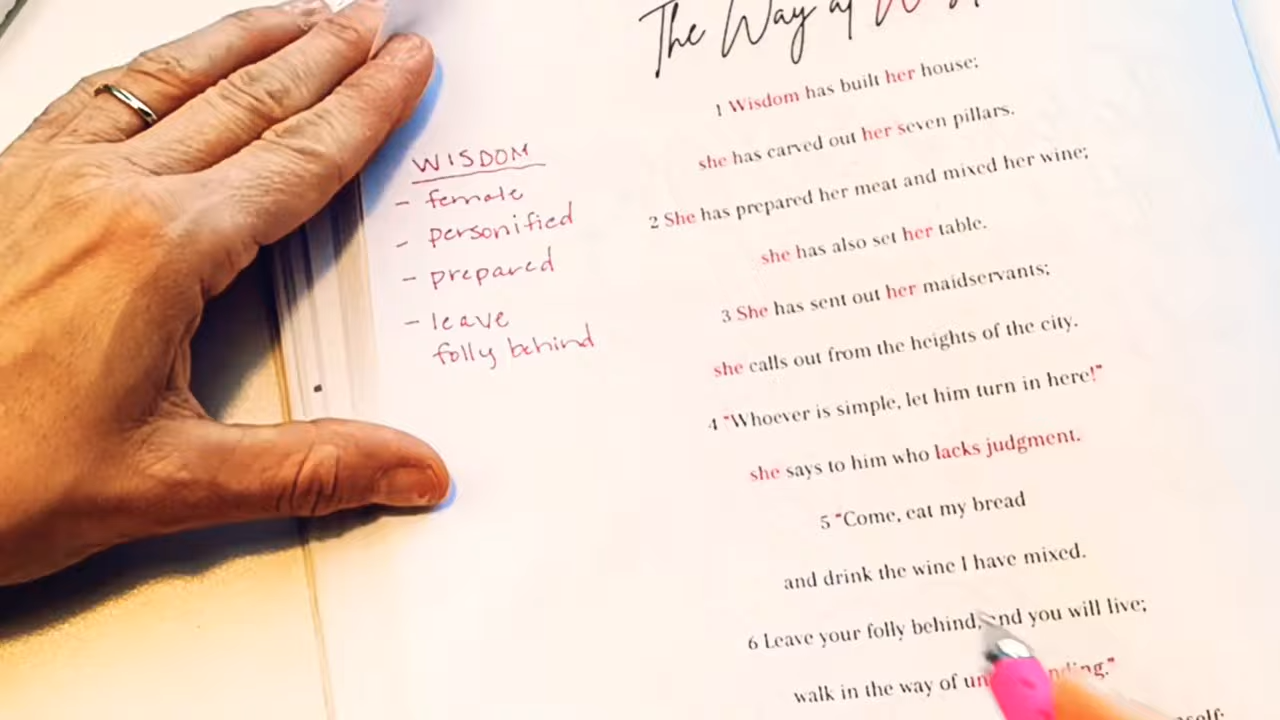 The Way of
1 Wisdom has built her house;
she has carved out her seven pillars.
2 She has prepared her meat and mixed her wine;
she has also set her table.
3 She has sent out her maidservants;
she calls out from the heights of the city.
4 "Whoever is simple, let him turn in here!"
she says to him who lacks judgment.
5 "Come, eat my bread
and drink the wine I have mixed.
6 Leave your folly behind, and you will live;
walk in the way of
WISDOM
- female
- personified
- prepared
- leave
folly behind